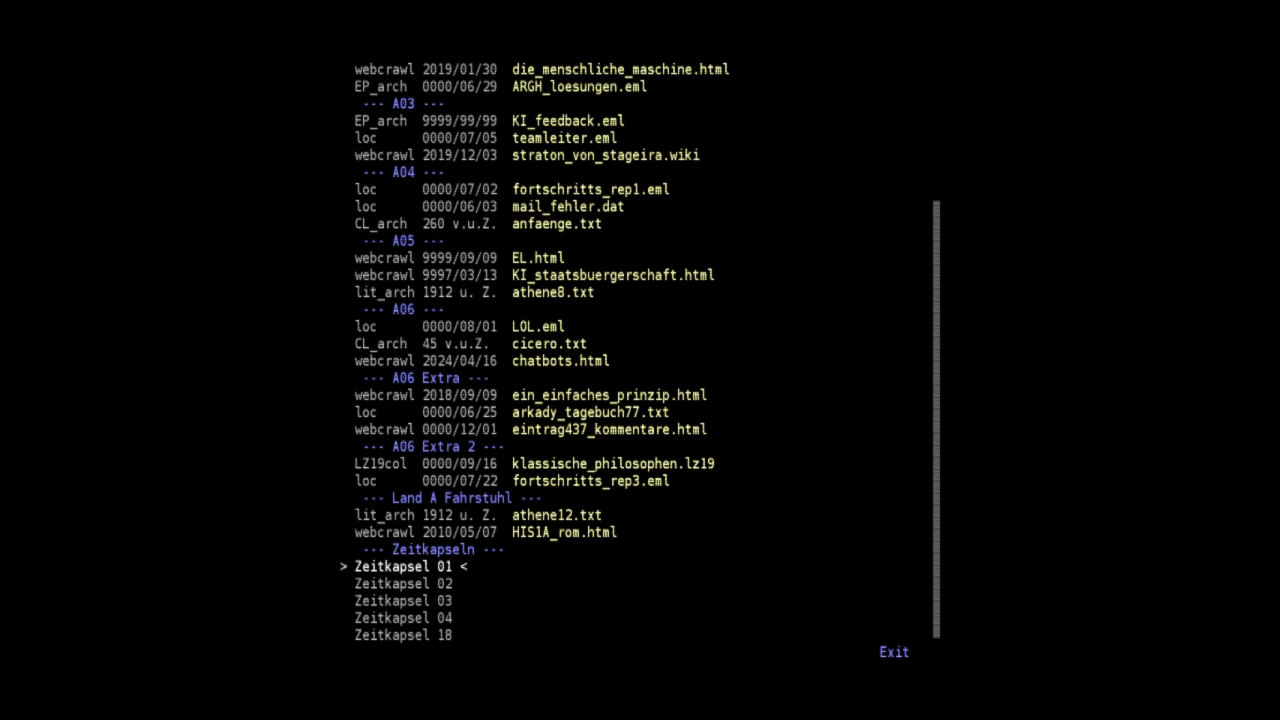 webcrawl 2019/01/30  die_menschliche_maschine.html
EP_arch  0000/06/29  ARGH_loesungen.eml
--- A03 ---
EP_arch  9999/99/99  KI_feedback.eml
loc      0000/07/05  teamleiter.eml
webcrawl 2019/12/03  straton_von_stageira.wiki
--- A04 ---
loc      0000/07/02  fortschritts_rep1.eml
loc      0000/06/03  mail_fehler.dat
CL_arch  260 v.u.Z.  anfaenge.txt
--- A05 ---
webcrawl 9999/09/09  EL.html
webcrawl 9997/03/13  KI_staatsbuergerschaft.html
lit_arch 1912 u. Z.  athene8.txt
--- A06 ---
loc      0000/08/01  LOL.eml
CL_arch  45 v.u.Z.   cicero.txt
webcrawl 2024/04/16  chatbots.html
--- A06 Extra ---
webcrawl 2018/09/09  ein_einfaches_prinzip.html
loc      0000/06/25  arkady_tagebuch77.txt
webcrawl 0000/12/01  eintrag437_kommentare.html
--- A06 Extra 2 ---
LZ19col  0000/09/16  klassische_philosophen.lz19
loc      0000/07/22  fortschritts_rep3.eml
--- Land A Fahrstuhl ---
lit_arch 1912 u. Z.  athene12.txt
webcrawl 2010/05/07  HIS1A_rom.html
--- Zeitkapseln ---
> Zeitkapsel 01 <
Zeitkapsel 02
Zeitkapsel 03
Zeitkapsel 04
Zeitkapsel 18
Exit